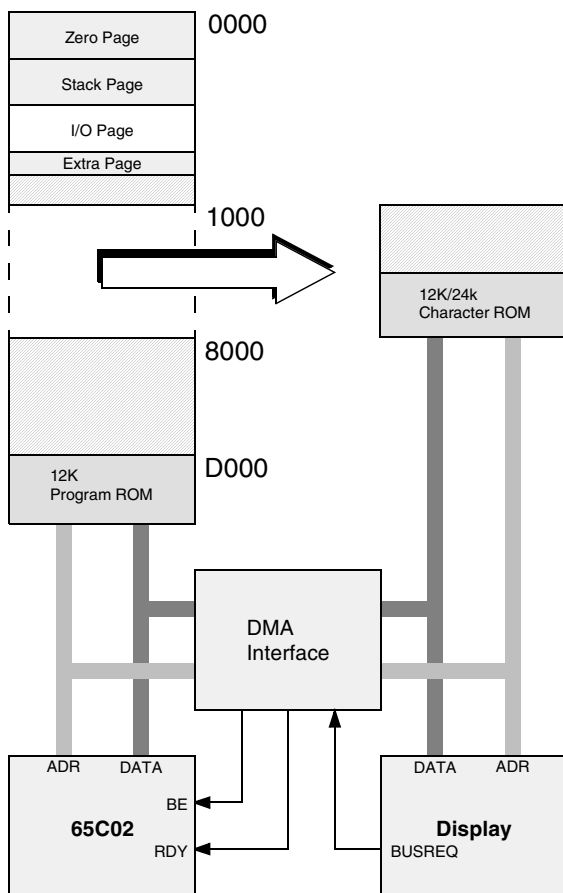 Zero Page
0000
Stack Page
I/O Page
Extra Page
1000
12K/24k
Character ROM
8000
12K
Program ROM
D000
DMA
Interface
ADR DATA
BE
65C02
RDY
DATA ADR
Display
BUSREQ